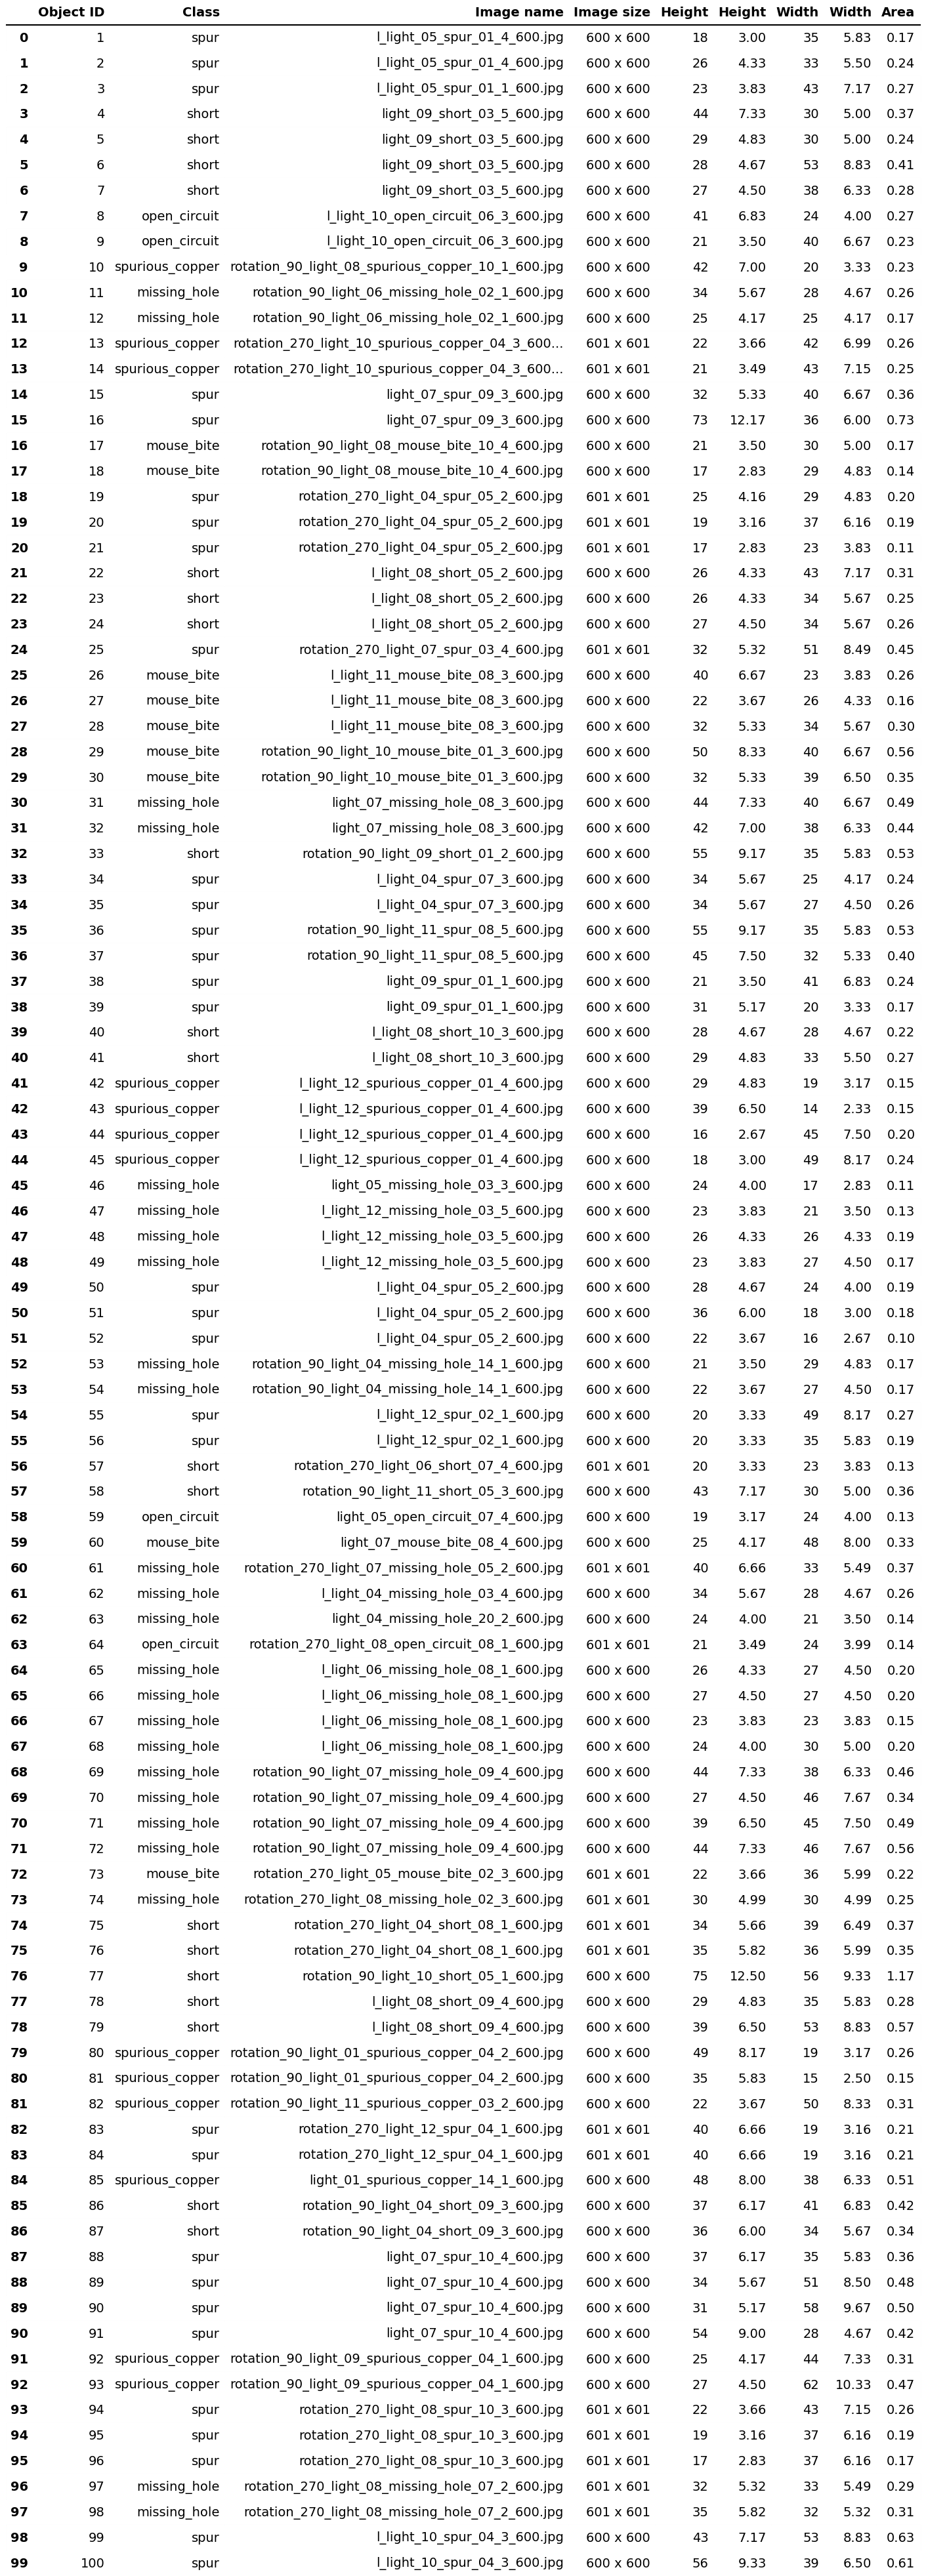 Object ID Class Image name Image size Height Height Width Width Area
0 1 spur l_light_05_spur_01_4_600.jpg 600 x 600 18 3.00 35 5.83 0.17
1 2 spur l_light_05_spur_01_4_600.jpg 600 x 600 26 4.33 33 5.50 0.24
2 3 spur l_light_05_spur_01_1_600.jpg 600 x 600 23 3.83 43 7.17 0.27
3 4 short light_09_short_03_5_600.jpg 600 x 600 44 7.33 30 5.00 0.37
4 5 short light_09_short_03_5_600.jpg 600 x 600 29 4.83 30 5.00 0.24
5 6 short light_09_short_03_5_600.jpg 600 x 600 28 4.67 53 8.83 0.41
6 7 short light_09_short_03_5_600.jpg 600 x 600 27 4.50 38 6.33 0.28
7 8 open_circuit l_light_10_open_circuit_06_3_600.jpg 600 x 600 41 6.83 24 4.00 0.27
8 9 open_circuit l_light_10_open_circuit_06_3_600.jpg 600 x 600 21 3.50 40 6.67 0.23
9 10 spurious_copper rotation_90_light_08_spurious_copper_10_1_600.jpg 600 x 600 42 7.00 20 3.33 0.23
10 11 missing_hole rotation_90_light_06_missing_hole_02_1_600.jpg 600 x 600 34 5.67 28 4.67 0.26
11 12 missing_hole rotation_90_light_06_missing_hole_02_1_600.jpg 600 x 600 25 4.17 25 4.17 0.17
12 13 spurious_copper rotation_270_light_10_spurious_copper_04_3_600... 601 x 601 22 3.66 42 6.99 0.26
13 14 spurious_copper rotation_270_light_10_spurious_copper_04_3_600... 601 x 601 21 3.49 43 7.15 0.25
14 15 spur light_07_spur_09_3_600.jpg 600 x 600 32 5.33 40 6.67 0.36
15 16 spur light_07_spur_09_3_600.jpg 600 x 600 73 12.17 36 6.00 0.73
16 17 mouse_bite rotation_90_light_08_mouse_bite_10_4_600.jpg 600 x 600 21 3.50 30 5.00 0.17
17 18 mouse_bite rotation_90_light_08_mouse_bite_10_4_600.jpg 600 x 600 17 2.83 29 4.83 0.14
18 19 spur rotation_270_light_04_spur_05_2_600.jpg 601 x 601 25 4.16 29 4.83 0.20
19 20 spur rotation_270_light_04_spur_05_2_600.jpg 601 x 601 19 3.16 37 6.16 0.19
20 21 spur rotation_270_light_04_spur_05_2_600.jpg 601 x 601 17 2.83 23 3.83 0.11
21 22 short l_light_08_short_05_2_600.jpg 600 x 600 26 4.33 43 7.17 0.31
22 23 short l_light_08_short_05_2_600.jpg 600 x 600 26 4.33 34 5.67 0.25
23 24 short l_light_08_short_05_2_600.jpg 600 x 600 27 4.50 34 5.67 0.26
24 25 spur rotation_270_light_07_spur_03_4_600.jpg 601 x 601 32 5.32 51 8.49 0.45
25 26 mouse_bite l_light_11_mouse_bite_08_3_600.jpg 600 x 600 40 6.67 23 3.83 0.26
26 27 mouse_bite l_light_11_mouse_bite_08_3_600.jpg 600 x 600 22 3.67 26 4.33 0.16
27 28 mouse_bite l_light_11_mouse_bite_08_3_600.jpg 600 x 600 32 5.33 34 5.67 0.30
28 29 mouse_bite rotation_90_light_10_mouse_bite_01_3_600.jpg 600 x 600 50 8.33 40 6.67 0.56
29 30 mouse_bite rotation_90_light_10_mouse_bite_01_3_600.jpg 600 x 600 32 5.33 39 6.50 0.35
30 31 missing_hole light_07_missing_hole_08_3_600.jpg 600 x 600 44 7.33 40 6.67 0.49
31 32 missing_hole light_07_missing_hole_08_3_600.jpg 600 x 600 42 7.00 38 6.33 0.44
32 33 short rotation_90_light_09_short_01_2_600.jpg 600 x 600 55 9.17 35 5.83 0.53
33 34 spur l_light_04_spur_07_3_600.jpg 600 x 600 34 5.67 25 4.17 0.24
34 35 spur l_light_04_spur_07_3_600.jpg 600 x 600 34 5.67 27 4.50 0.26
35 36 spur rotation_90_light_11_spur_08_5_600.jpg 600 x 600 55 9.17 35 5.83 0.53
36 37 spur rotation_90_light_11_spur_08_5_600.jpg 600 x 600 45 7.50 32 5.33 0.40
37 38 spur light_09_spur_01_1_600.jpg 600 x 600 21 3.50 41 6.83 0.24
38 39 spur light_09_spur_01_1_600.jpg 600 x 600 31 5.17 20 3.33 0.17
39 40 short l_light_08_short_10_3_600.jpg 600 x 600 28 4.67 28 4.67 0.22
40 41 short l_light_08_short_10_3_600.jpg 600 x 600 29 4.83 33 5.50 0.27
41 42 spurious_copper l_light_12_spurious_copper_01_4_600.jpg 600 x 600 29 4.83 19 3.17 0.15
42 43 spurious_copper l_light_12_spurious_copper_01_4_600.jpg 600 x 600 39 6.50 14 2.33 0.15
43 44 spurious_copper l_light_12_spurious_copper_01_4_600.jpg 600 x 600 16 2.67 45 7.50 0.20
44 45 spurious_copper l_light_12_spurious_copper_01_4_600.jpg 600 x 600 18 3.00 49 8.17 0.24
45 46 missing_hole light_05_missing_hole_03_3_600.jpg 600 x 600 24 4.00 17 2.83 0.11
46 47 missing_hole l_light_12_missing_hole_03_5_600.jpg 600 x 600 23 3.83 21 3.50 0.13
47 48 missing_hole l_light_12_missing_hole_03_5_600.jpg 600 x 600 26 4.33 26 4.33 0.19
48 49 missing_hole l_light_12_missing_hole_03_5_600.jpg 600 x 600 23 3.83 27 4.50 0.17
49 50 spur l_light_04_spur_05_2_600.jpg 600 x 600 28 4.67 24 4.00 0.19
50 51 spur l_light_04_spur_05_2_600.jpg 600 x 600 36 6.00 18 3.00 0.18
51 52 spur l_light_04_spur_05_2_600.jpg 600 x 600 22 3.67 16 2.67 0.10
52 53 missing_hole rotation_90_light_04_missing_hole_14_1_600.jpg 600 x 600 21 3.50 29 4.83 0.17
53 54 missing_hole rotation_90_light_04_missing_hole_14_1_600.jpg 600 x 600 22 3.67 27 4.50 0.17
54 55 spur l_light_12_spur_02_1_600.jpg 600 x 600 20 3.33 49 8.17 0.27
55 56 spur l_light_12_spur_02_1_600.jpg 600 x 600 20 3.33 35 5.83 0.19
56 57 short rotation_270_light_06_short_07_4_600.jpg 601 x 601 20 3.33 23 3.83 0.13
57 58 short rotation_90_light_11_short_05_3_600.jpg 600 x 600 43 7.17 30 5.00 0.36
58 59 open_circuit light_05_open_circuit_07_4_600.jpg 600 x 600 19 3.17 24 4.00 0.13
59 60 mouse_bite light_07_mouse_bite_08_4_600.jpg 600 x 600 25 4.17 48 8.00 0.33
60 61 missing_hole rotation_270_light_07_missing_hole_05_2_600.jpg 601 x 601 40 6.66 33 5.49 0.37
61 62 missing_hole l_light_04_missing_hole_03_4_600.jpg 600 x 600 34 5.67 28 4.67 0.26
62 63 missing_hole light_04_missing_hole_20_2_600.jpg 600 x 600 24 4.00 21 3.50 0.14
63 64 open_circuit rotation_270_light_08_open_circuit_08_1_600.jpg 601 x 601 21 3.49 24 3.99 0.14
64 65 missing_hole l_light_06_missing_hole_08_1_600.jpg 600 x 600 26 4.33 27 4.50 0.20
65 66 missing_hole l_light_06_missing_hole_08_1_600.jpg 600 x 600 27 4.50 27 4.50 0.20
66 67 missing_hole l_light_06_missing_hole_08_1_600.jpg 600 x 600 23 3.83 23 3.83 0.15
67 68 missing_hole l_light_06_missing_hole_08_1_600.jpg 600 x 600 24 4.00 30 5.00 0.20
68 69 missing_hole rotation_90_light_07_missing_hole_09_4_600.jpg 600 x 600 44 7.33 38 6.33 0.46
69 70 missing_hole rotation_90_light_07_missing_hole_09_4_600.jpg 600 x 600 27 4.50 46 7.67 0.34
70 71 missing_hole rotation_90_light_07_missing_hole_09_4_600.jpg 600 x 600 39 6.50 45 7.50 0.49
71 72 missing_hole rotation_90_light_07_missing_hole_09_4_600.jpg 600 x 600 44 7.33 46 7.67 0.56
72 73 mouse_bite rotation_270_light_05_mouse_bite_02_3_600.jpg 601 x 601 22 3.66 36 5.99 0.22
73 74 missing_hole rotation_270_light_08_missing_hole_02_3_600.jpg 601 x 601 30 4.99 30 4.99 0.25
74 75 short rotation_270_light_04_short_08_1_600.jpg 601 x 601 34 5.66 39 6.49 0.37
75 76 short rotation_270_light_04_short_08_1_600.jpg 601 x 601 35 5.82 36 5.99 0.35
76 77 short rotation_90_light_10_short_05_1_600.jpg 600 x 600 75 12.50 56 9.33 1.17
77 78 short l_light_08_short_09_4_600.jpg 600 x 600 29 4.83 35 5.83 0.28
78 79 short l_light_08_short_09_4_600.jpg 600 x 600 39 6.50 53 8.83 0.57
79 80 spurious_copper rotation_90_light_01_spurious_copper_04_2_600.jpg 600 x 600 49 8.17 19 3.17 0.26
80 81 spurious_copper rotation_90_light_01_spurious_copper_04_2_600.jpg 600 x 600 35 5.83 15 2.50 0.15
81 82 spurious_copper rotation_90_light_11_spurious_copper_03_2_600.jpg 600 x 600 22 3.67 50 8.33 0.31
82 83 spur rotation_270_light_12_spur_04_1_600.jpg 601 x 601 40 6.66 19 3.16 0.21
83 84 spur rotation_270_light_12_spur_04_1_600.jpg 601 x 601 40 6.66 19 3.16 0.21
84 85 spurious_copper light_01_spurious_copper_14_1_600.jpg 600 x 600 48 8.00 38 6.33 0.51
85 86 short rotation_90_light_04_short_09_3_600.jpg 600 x 600 37 6.17 41 6.83 0.42
86 87 short rotation_90_light_04_short_09_3_600.jpg 600 x 600 36 6.00 34 5.67 0.34
87 88 spur light_07_spur_10_4_600.jpg 600 x 600 37 6.17 35 5.83 0.36
88 89 spur light_07_spur_10_4_600.jpg 600 x 600 34 5.67 51 8.50 0.48
89 90 spur light_07_spur_10_4_600.jpg 600 x 600 31 5.17 58 9.67 0.50
90 91 spur light_07_spur_10_4_600.jpg 600 x 600 54 9.00 28 4.67 0.42
91 92 spurious_copper rotation_90_light_09_spurious_copper_04_1_600.jpg 600 x 600 25 4.17 44 7.33 0.31
92 93 spurious_copper rotation_90_light_09_spurious_copper_04_1_600.jpg 600 x 600 27 4.50 62 10.33 0.47
93 94 spur rotation_270_light_08_spur_10_3_600.jpg 601 x 601 22 3.66 43 7.15 0.26
94 95 spur rotation_270_light_08_spur_10_3_600.jpg 601 x 601 19 3.16 37 6.16 0.19
95 96 spur rotation_270_light_08_spur_10_3_600.jpg 601 x 601 17 2.83 37 6.16 0.17
96 97 missing_hole rotation_270_light_08_missing_hole_07_2_600.jpg 601 x 601 32 5.32 33 5.49 0.29
97 98 missing_hole rotation_270_light_08_missing_hole_07_2_600.jpg 601 x 601 35 5.82 32 5.32 0.31
98 99 spur l_light_10_spur_04_3_600.jpg 600 x 600 43 7.17 53 8.83 0.63
99 100 spur l_light_10_spur_04_3_600.jpg 600 x 600 56 9.33 39 6.50 0.61